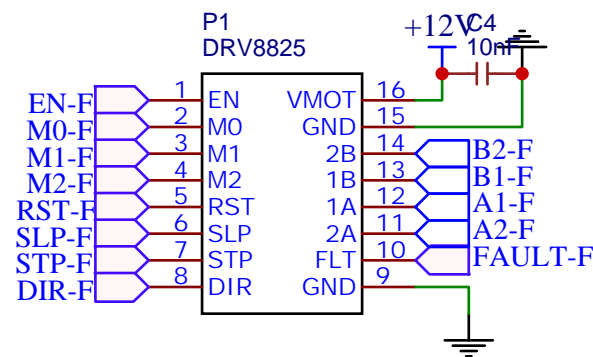 P1
DRV8825
+12V
C4
10nF
EN-F 1 EN VMOT 16
M0-F 2 M0 GND 15
M1-F 3 M1 2B 14 B2-F
M2-F 4 M2 1B 13 B1-F
RST-F 5 RST 1A 12 A1-F
SLP-F 6 SLP 2A 11 A2-F
STP-F 7 STP FLT 10 FAULT-F
DIR-F 8 DIR GND 9